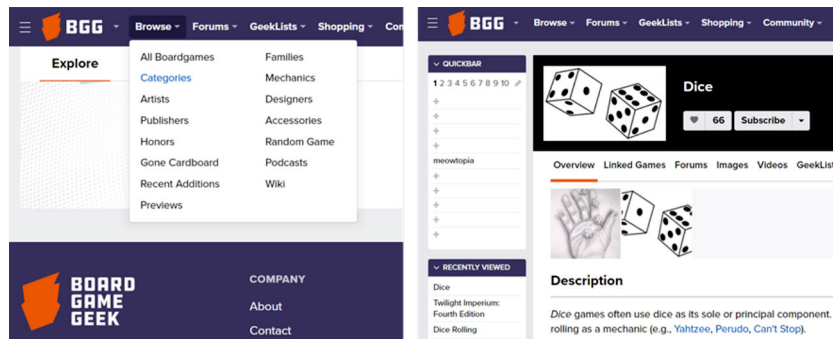 BGG Browse Forums GeekLists Shopping Con
Explore
All Boardgames
Categories
Artists
Publishers
Honors
Gone Cardboard
Recent Additions
Previews
Families
Mechanics
Designers
Accessories
Random Game
Podcasts
Wiki
BOARD
GAME
GEEK
COMPANY
About
Contact
BGG Browse Forums GeekLists Shopping Community
QUICKBAR
1 2 3 4 5 6 7 8 9 10
meowtopia
RECENTLY VIEWED
Dice
Twilight Imperium:
Fourth Edition
Dice Rolling
Dice
66 Subscribe
Overview Linked Games Forums Images Videos GeekList
Description
Dice games often use dice as its sole or principal component.
rolling as a mechanic (e.g., Yahtzee, Perudo, Can't Stop).